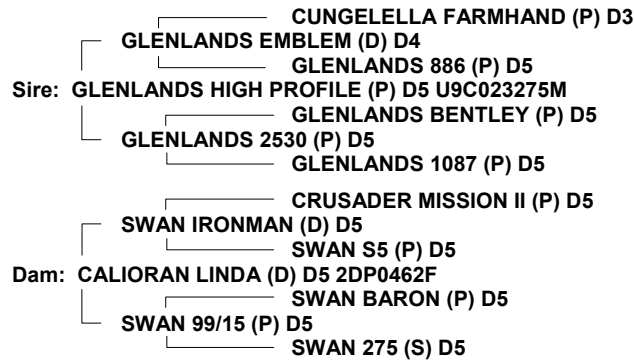 CUNGELELLA FARMHAND (P) D3
GLENLANDS EMBLEM (D) D4
GLENLANDS 886 (P) D5
Sire: GLENLANDS HIGH PROFILE (P) D5 U9C023275M
GLENLANDS BENTLEY (P) D5
GLENLANDS 2530 (P) D5
GLENLANDS 1087 (P) D5
CRUSADER MISSION II (P) D5
SWAN IRONMAN (D) D5
SWAN S5 (P) D5
Dam: CALIORAN LINDA (D) D5 2DP0462F
SWAN BARON (P) D5
SWAN 99/15 (P) D5
SWAN 275 (S) D5